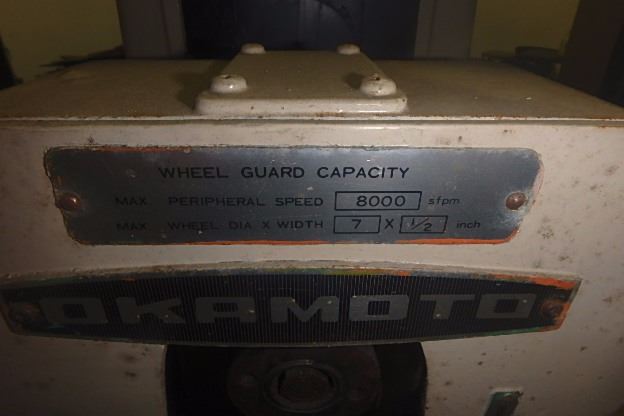 WHEEL GUARD CAPACITY
MAX. PERIPHERAL SPEED 8000 sfpm
MAX. WHEEL DIA X WIDTH 7 X 1/2 inch
OKAMOTO